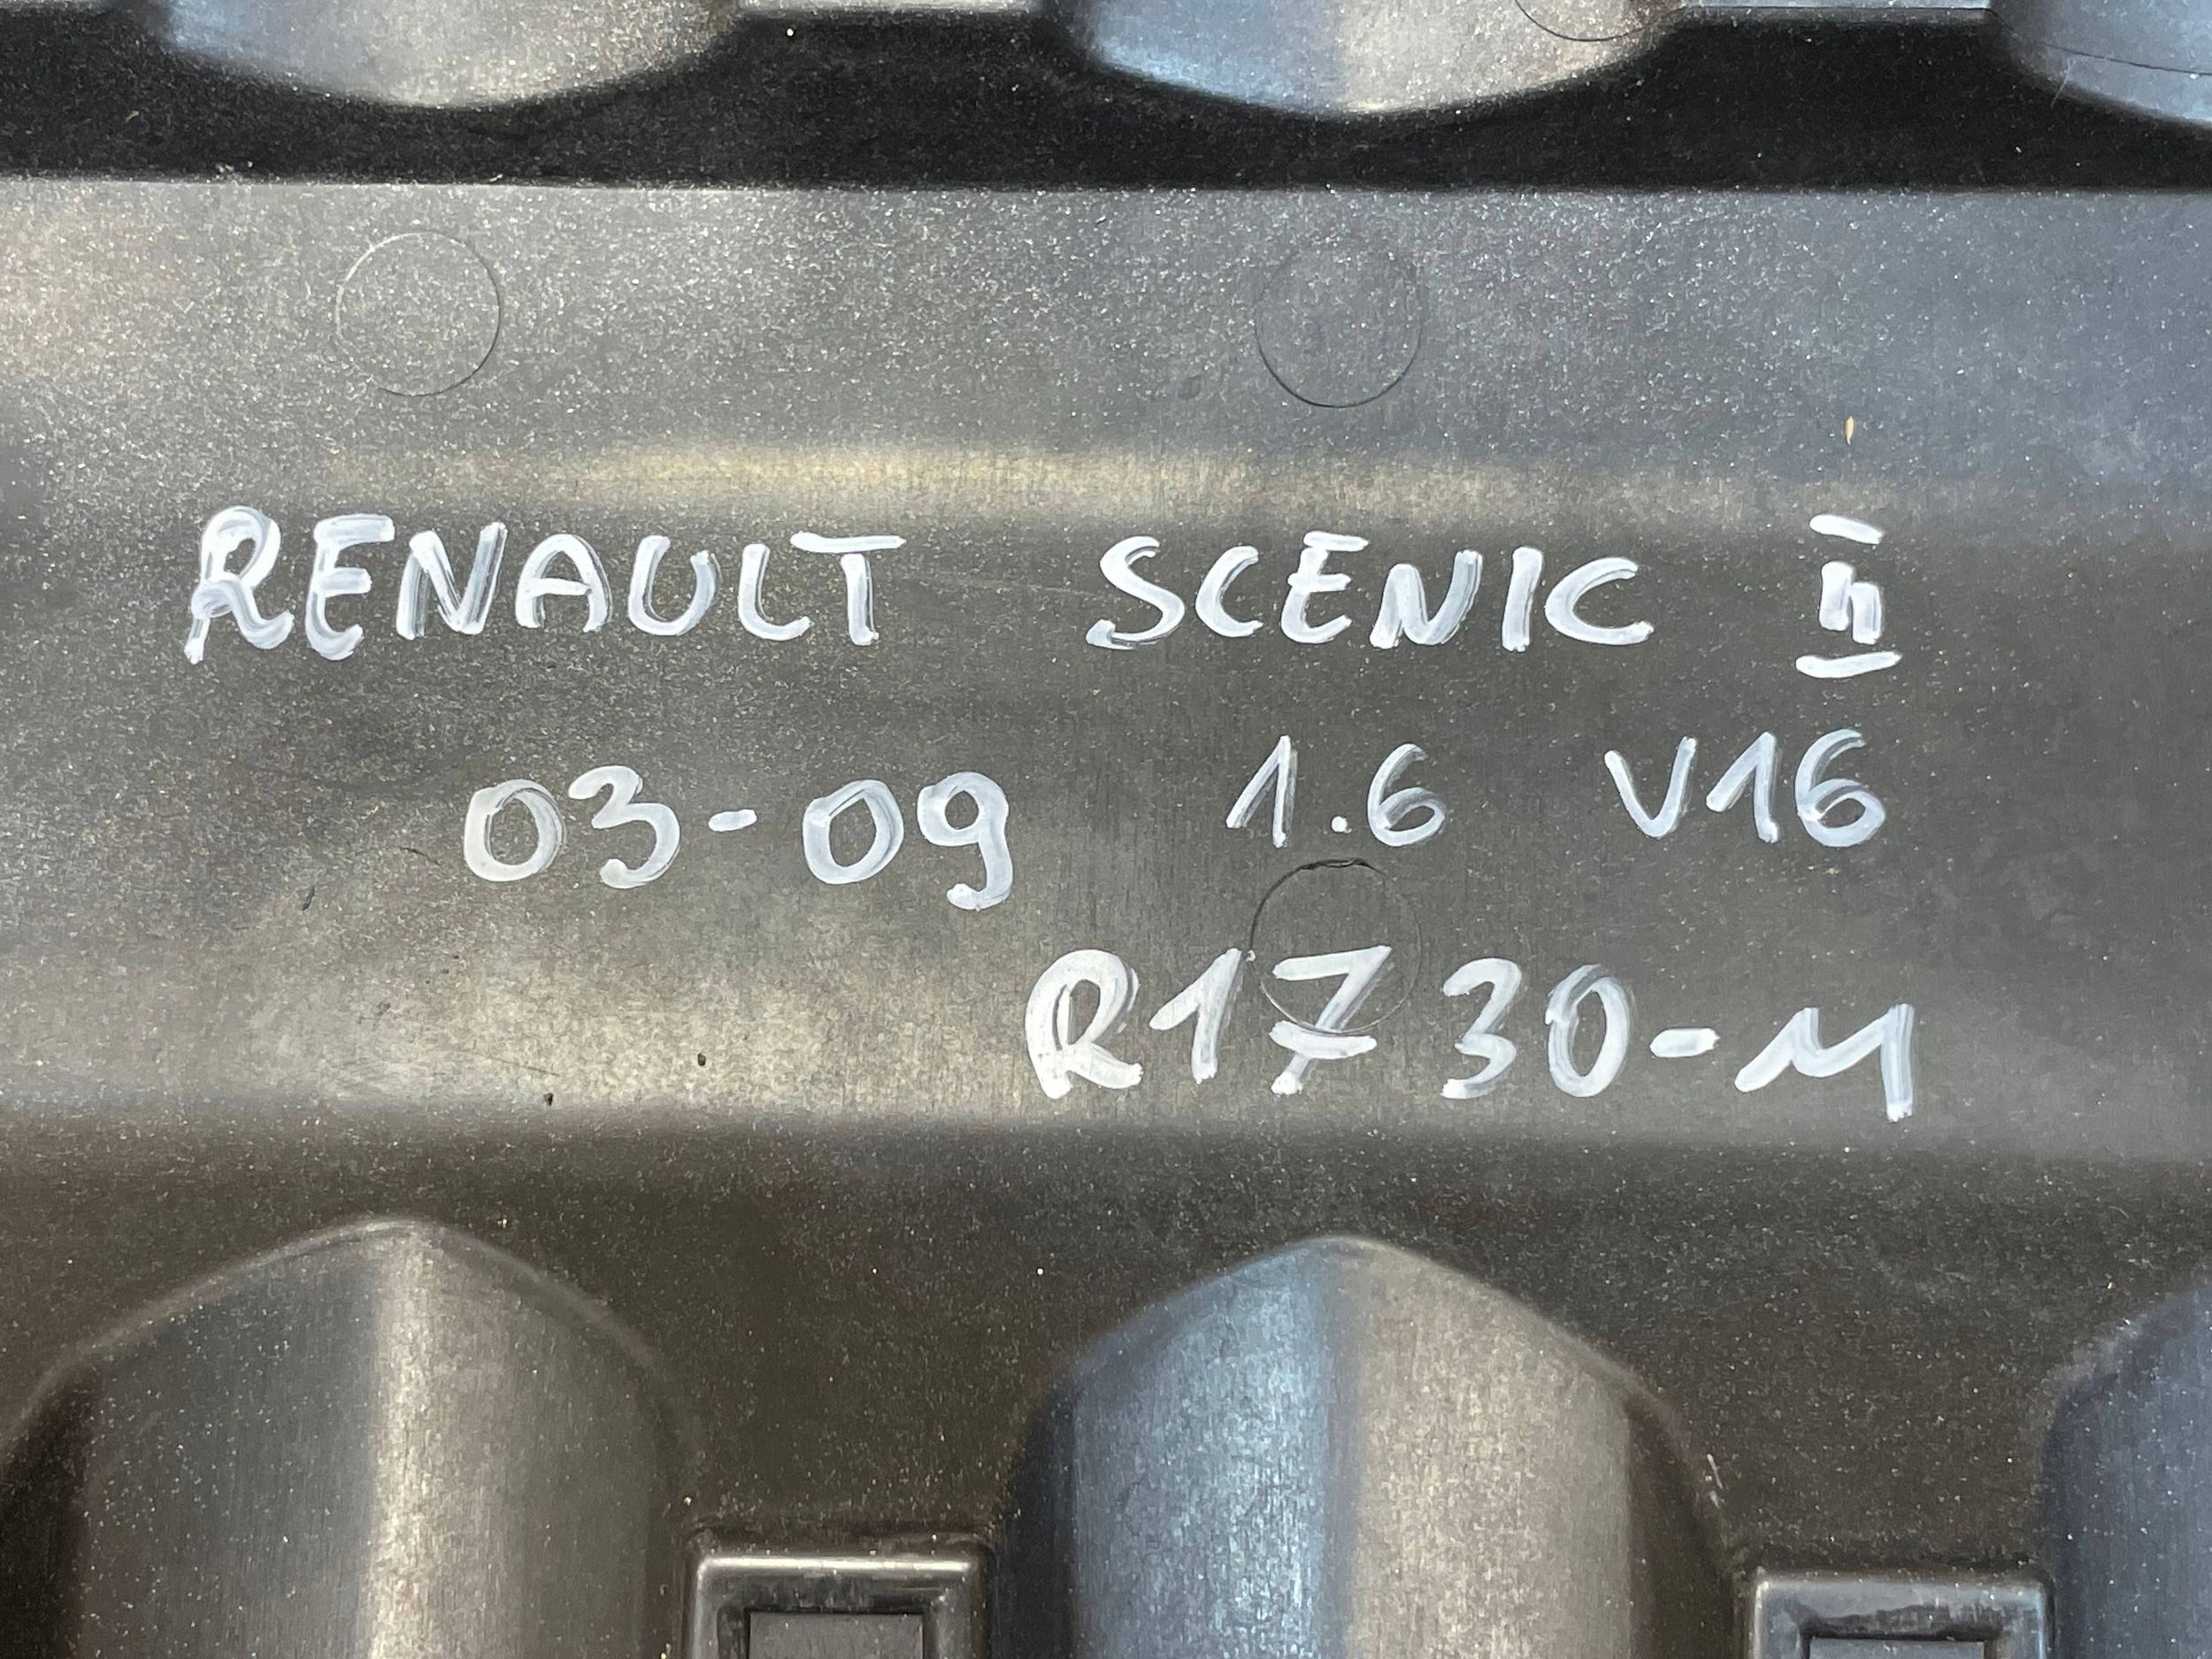 RENAULT SCENIC II
03-09 1.6 V16
R1730-M